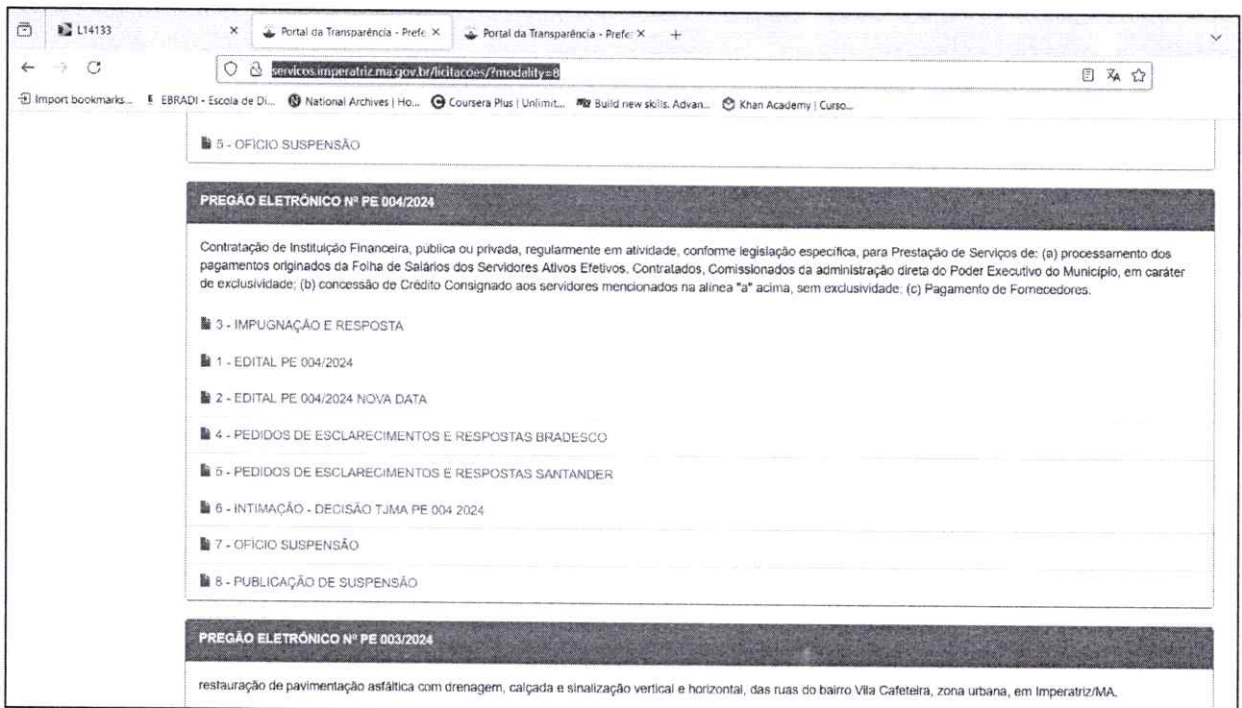 L14133
Portal da Transparência - Prefe
Portal da Transparência - Prefe
servicos.imperatriz.ma.gov.br/licitacoes/?modality=8
Import bookmarks... EBRADI - Escola de Di... National Archives | Ho... Coursera Plus | Unlimit... Build new skills. Advan... Khan Academy | Curso...
5 - OFÍCIO SUSPENSÃO
PREGÃO ELETRÔNICO Nº PE 004/2024
Contratação de Instituição Financeira, pública ou privada, regularmente em atividade, conforme legislação específica, para Prestação de Serviços de: (a) processamento dos
pagamentos originados da Folha de Salários dos Servidores Ativos Efetivos, Contratados, Comissionados da administração direta do Poder Executivo do Município, em caráter
de exclusividade; (b) concessão de Crédito Consignado aos servidores mencionados na alínea "a" acima, sem exclusividade; (c) Pagamento de Fornecedores.
3 - IMPUGNAÇÃO E RESPOSTA
1 - EDITAL PE 004/2024
2 - EDITAL PE 004/2024 NOVA DATA
4 - PEDIDOS DE ESCLARECIMENTOS E RESPOSTAS BRADESCO
5 - PEDIDOS DE ESCLARECIMENTOS E RESPOSTAS SANTANDER
6 - INTIMAÇÃO - DECISÃO TJMA PE 004 2024
7 - OFÍCIO SUSPENSÃO
8 - PUBLICAÇÃO DE SUSPENSÃO
PREGÃO ELETRÔNICO Nº PE 003/2024
restauração de pavimentação asfáltica com drenagem, calçada e sinalização vertical e horizontal, das ruas do bairro Vila Cafeteira, zona urbana, em Imperatriz/MA.